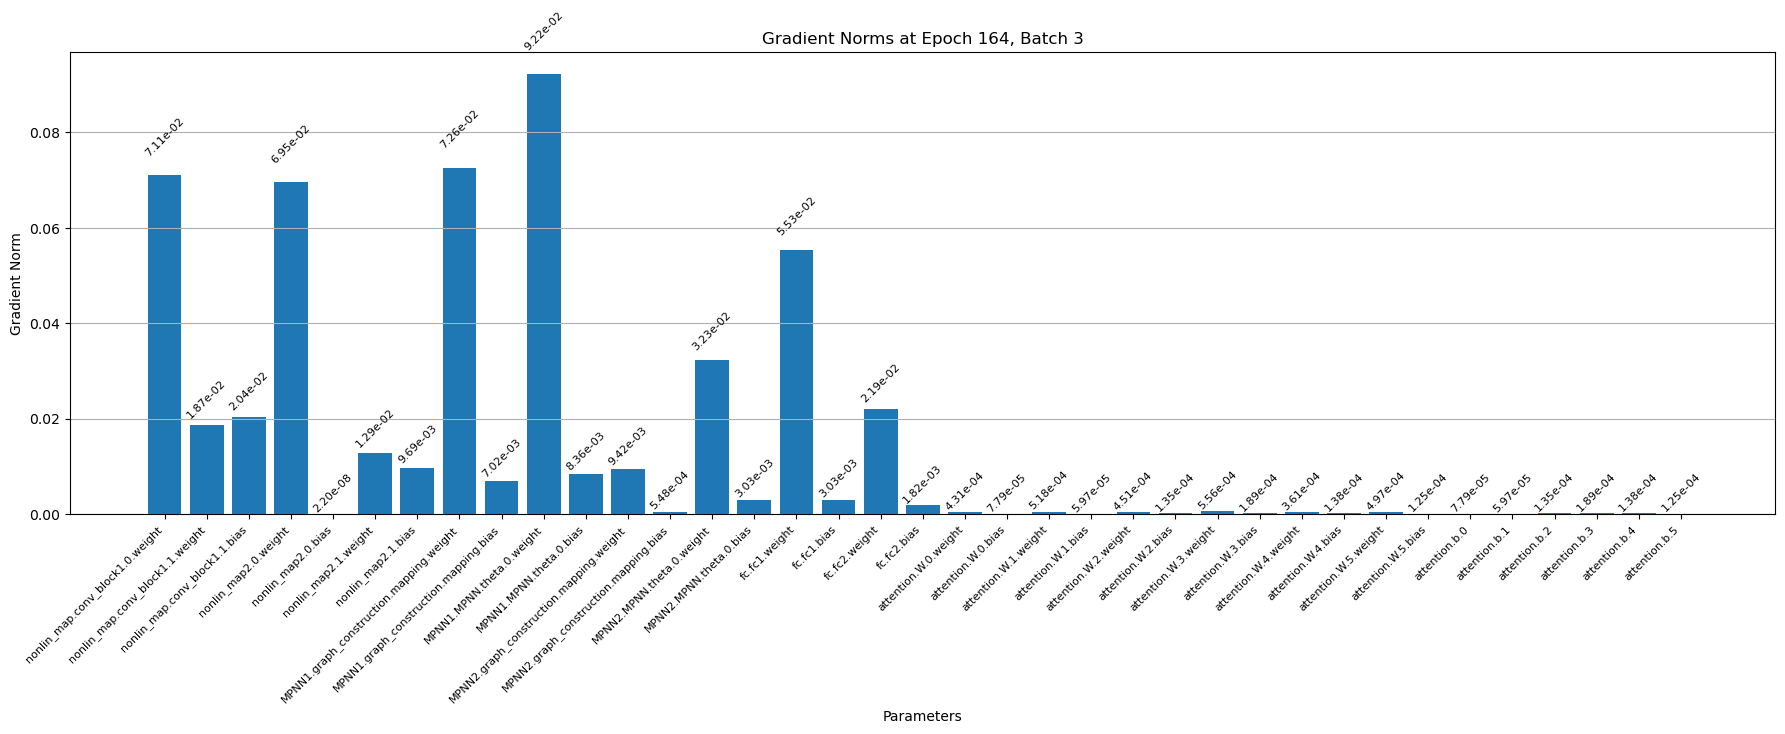 Gradient Norms at Epoch 164, Batch 3
Gradient Norm
0.08
0.06
0.04
0.02
0.00
7.11e-02
1.87e-02
2.04e-02
6.95e-02
2.20e-08
1.29e-02
9.69e-03
7.26e-02
7.02e-03
9.22e-02
8.36e-03
9.42e-03
5.48e-04
3.23e-02
3.03e-03
5.53e-02
3.03e-03
2.19e-02
1.82e-03
4.31e-04
7.79e-05
5.18e-04
5.97e-05
4.51e-04
1.35e-04
5.56e-04
1.89e-04
3.61e-04
1.38e-04
4.97e-04
1.25e-04
7.79e-05
5.97e-05
1.35e-04
1.89e-04
1.38e-04
1.25e-04
nonlin_map.conv_block1.0.weight
nonlin_map.conv_block1.1.weight
nonlin_map.conv_block1.1.bias
nonlin_map2.0.weight
nonlin_map2.0.bias
nonlin_map2.1.weight
nonlin_map2.1.bias
MPNN1.graph_construction.mapping.weight
MPNN1.graph_construction.mapping.bias
MPNN1.MPNN.theta.0.weight
MPNN1.MPNN.theta.0.bias
MPNN2.graph_construction.mapping.weight
MPNN2.graph_construction.mapping.bias
MPNN2.MPNN.theta.0.weight
MPNN2.MPNN.theta.0.bias
fc.fc1.weight
fc.fc1.bias
fc.fc2.weight
fc.fc2.bias
attention.W.0.weight
attention.W.0.bias
attention.W.1.weight
attention.W.1.bias
attention.W.2.weight
attention.W.2.bias
attention.W.3.weight
attention.W.3.bias
attention.W.4.weight
attention.W.4.bias
attention.W.5.weight
attention.W.5.bias
attention.b.0
attention.b.1
attention.b.2
attention.b.3
attention.b.4
attention.b.5
Parameters